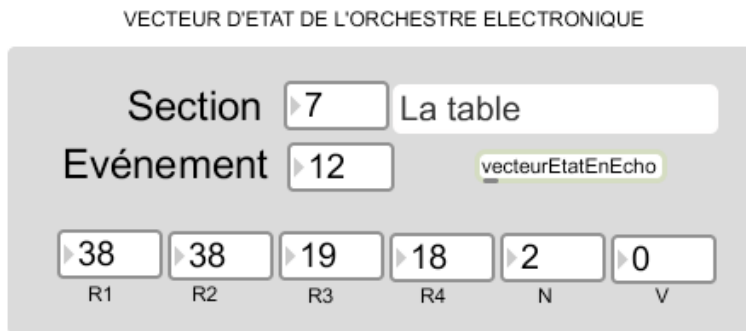 VECTEUR D'ETAT DE L'ORCHESTRE ELECTRONIQUE
Section 7 La table
Evénement 12 vecteurEtatEnEcho
38 38 19 18 2 0
R1 R2 R3 R4 N V